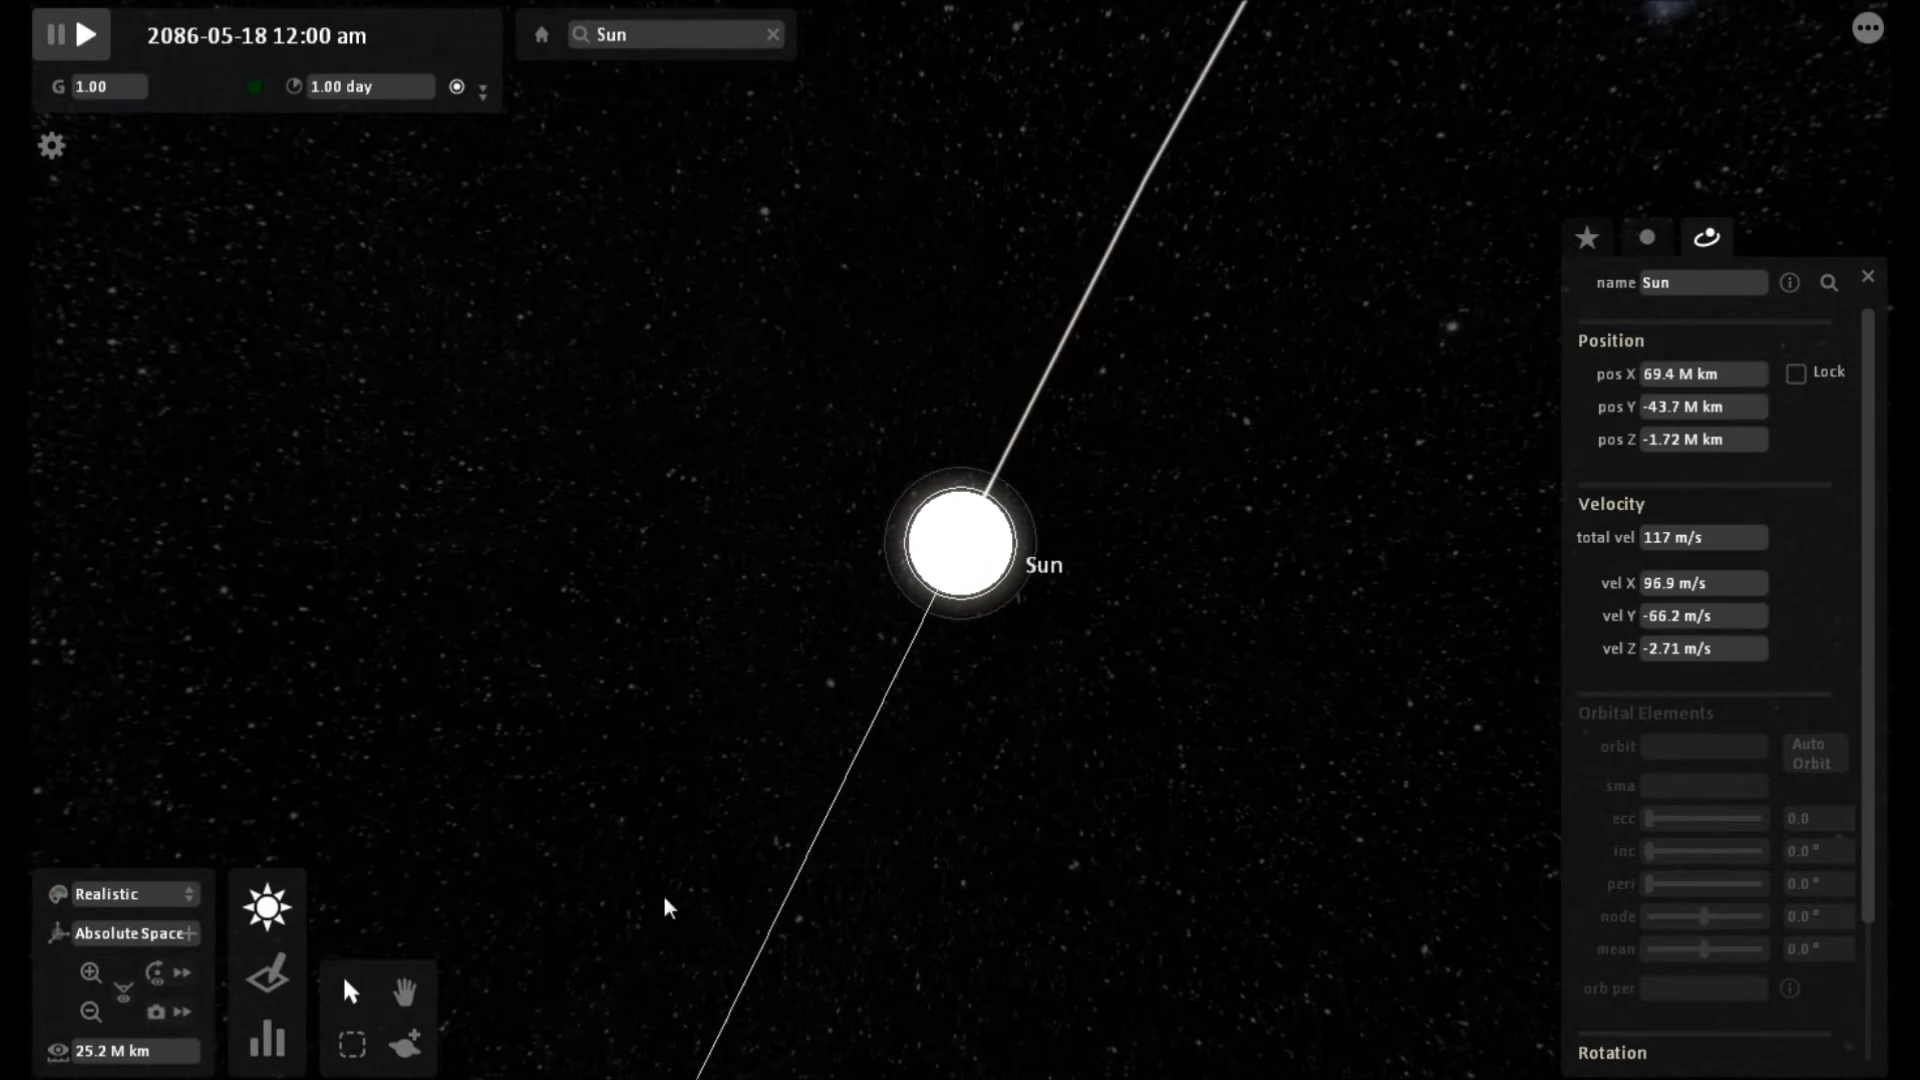 2086-05-18 12:00 am
Sun
G 1.00
1.00 day
name Sun
Position
pos X 69.4 M km
Lock
pos Y -43.7 M km
pos Z -1.72 M km
Velocity
total vel 117 m/s
Sun
vel X 96.9 m/s
vel Y -66.2 m/s
vel Z -2.71 m/s
Orbital Elements
orbit
Auto
Orbit
sma
ecc 0.0
inc 0.0 °
peri 0.0 °
node 0.0 °
mean 0.0 °
orb per
Rotation
Realistic
Absolute Space
25.2 M km